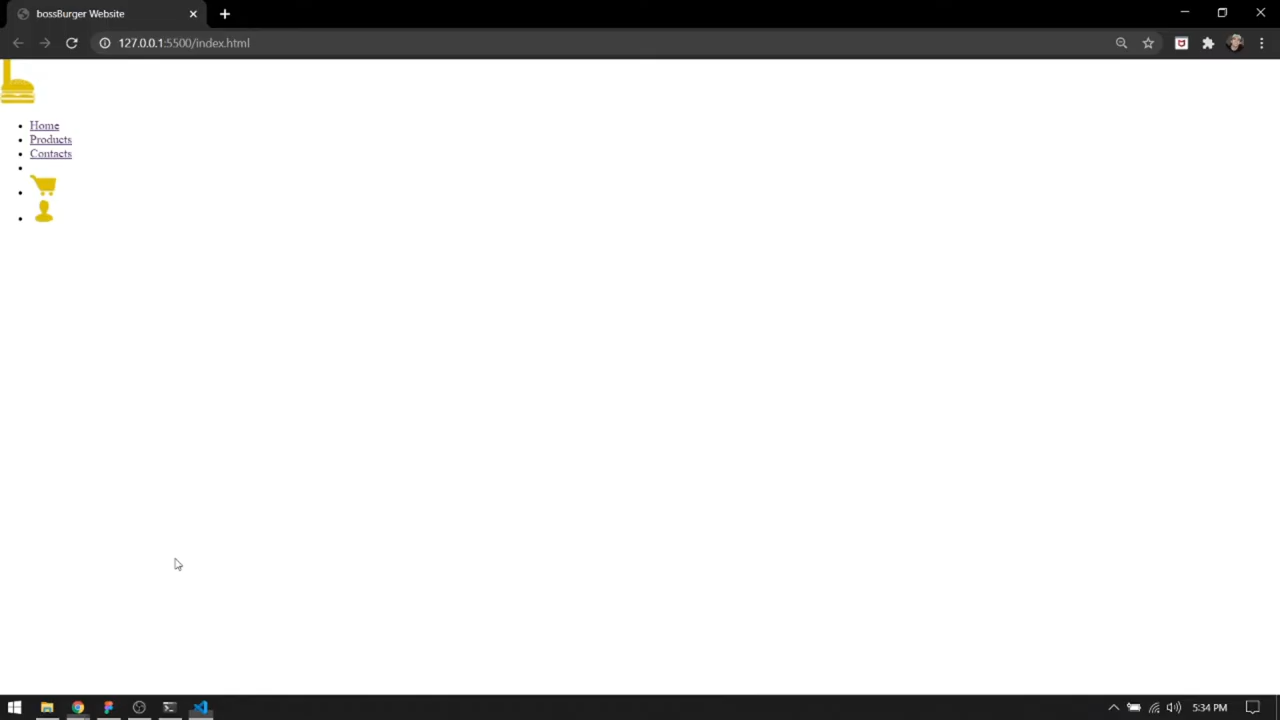 bossBurger Website
127.0.0.1:5500/index.html
Home
Products
Contacts
5:34 PM